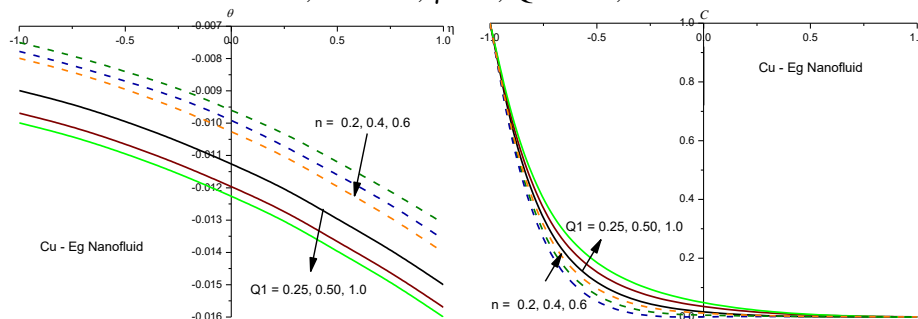 θ
-0.007
-1.0 -0.5 0.0 0.5 1.0 η
-0.008
-0.009
-0.010
-0.011
-0.012
-0.013
-0.014
-0.015
-0.016
n = 0.2, 0.4, 0.6
Cu - Eg Nanofluid
Q1 = 0.25, 0.50, 1.0
C
1.0
-1.0 -0.5 0.0 0.5 1.0
0.8
0.6
0.4
0.2
0.0
Cu - Eg Nanofluid
Q1 = 0.25, 0.50, 1.0
n = 0.2, 0.4, 0.6